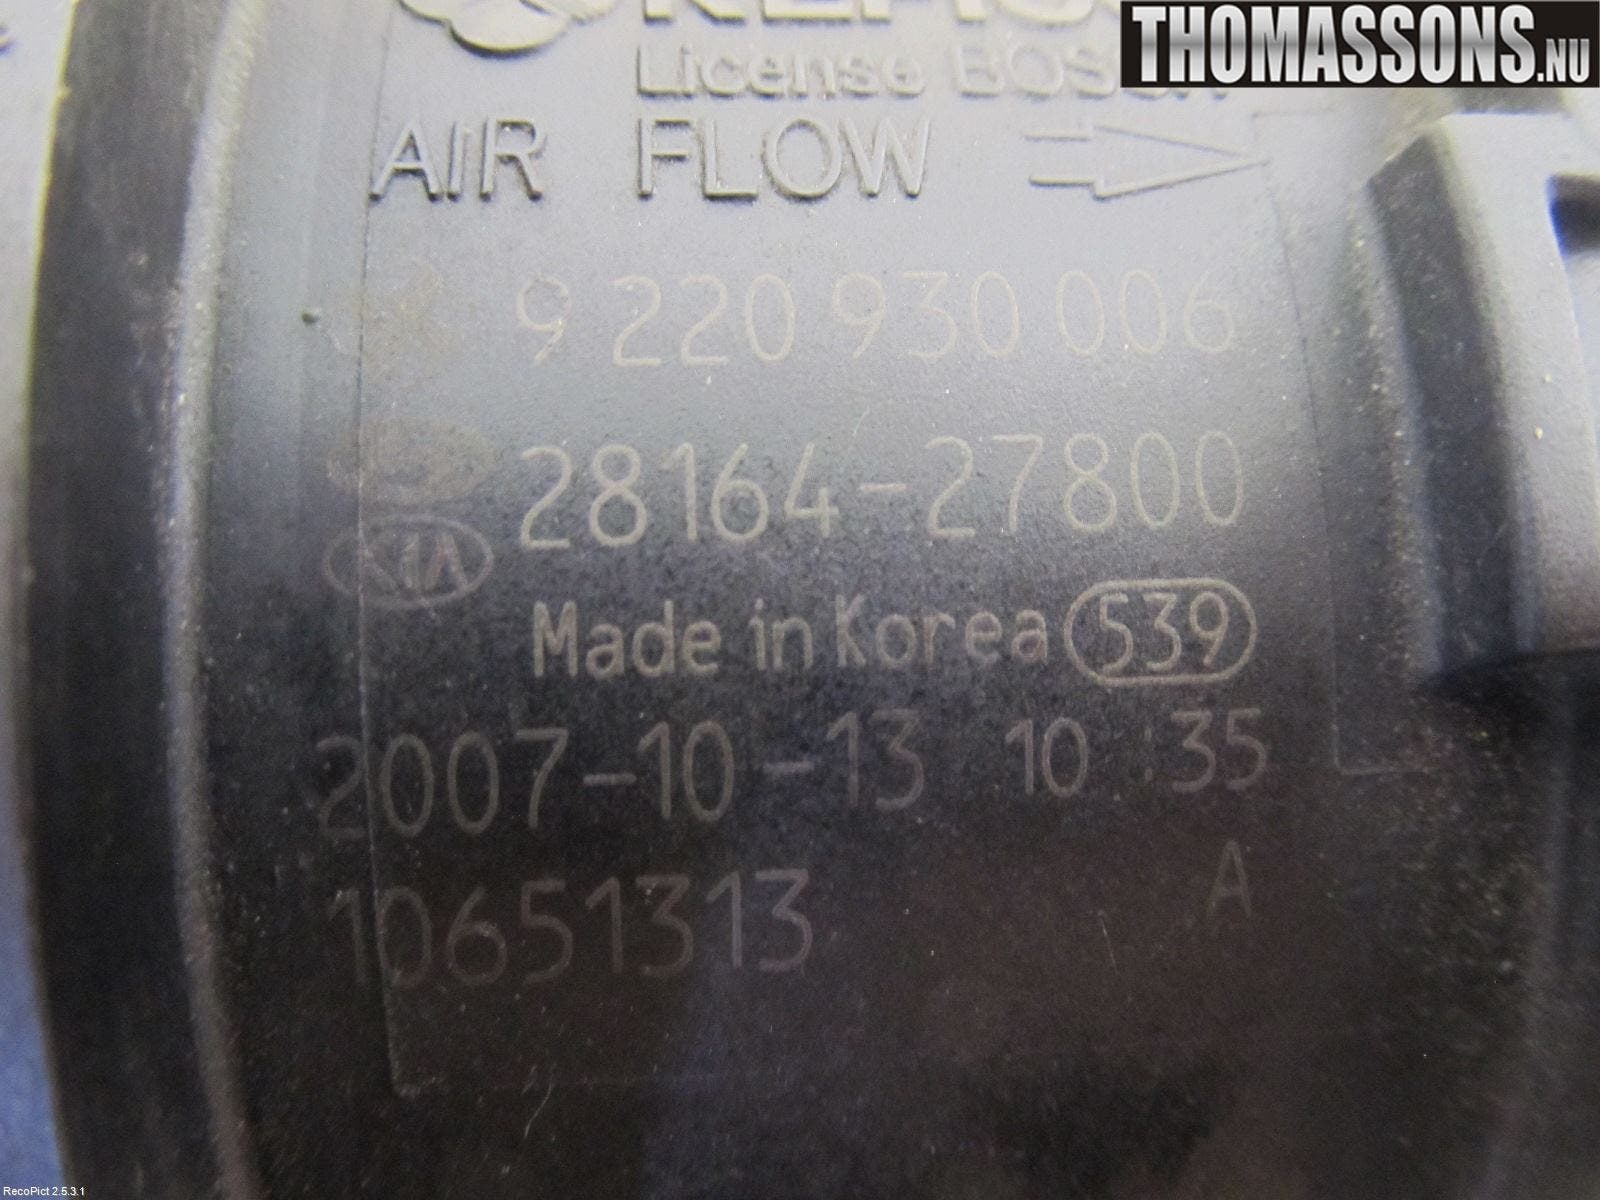 License BOSCH
THOMASSONS.NU
AIR FLOW
9 220 930 006
28164-27800
KIA
Made in Korea 539
2007-10-13 10:35
A
10651313
RecoPict 2.5.3.1